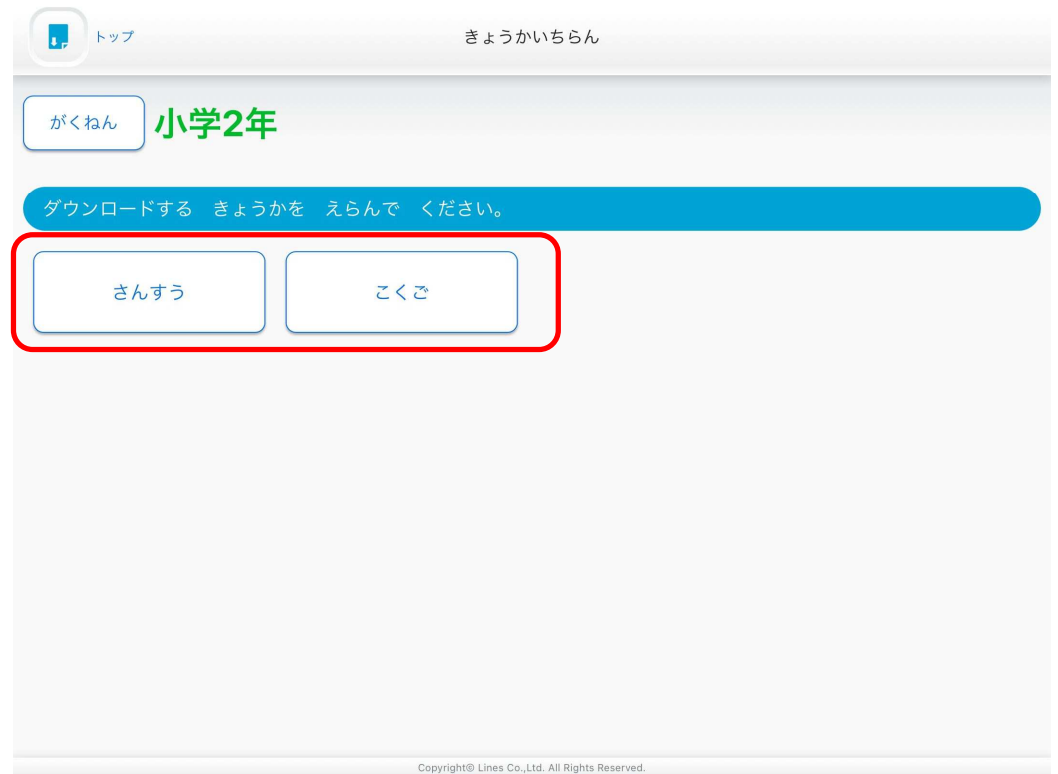 トップ
きょうかいちらん
がくねん 小学2年
ダウンロードする　きょうかを　えらんで　ください。
さんすう
こくご
Copyright© Lines Co.,Ltd. All Rights Reserved.